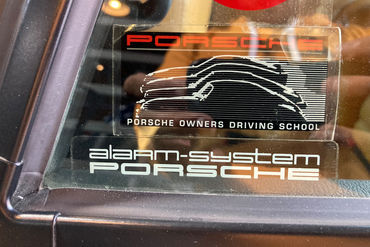 PORSCHE
PORSCHE OWNERS DRIVING SCHOOL
alarm-system
PORSCHE